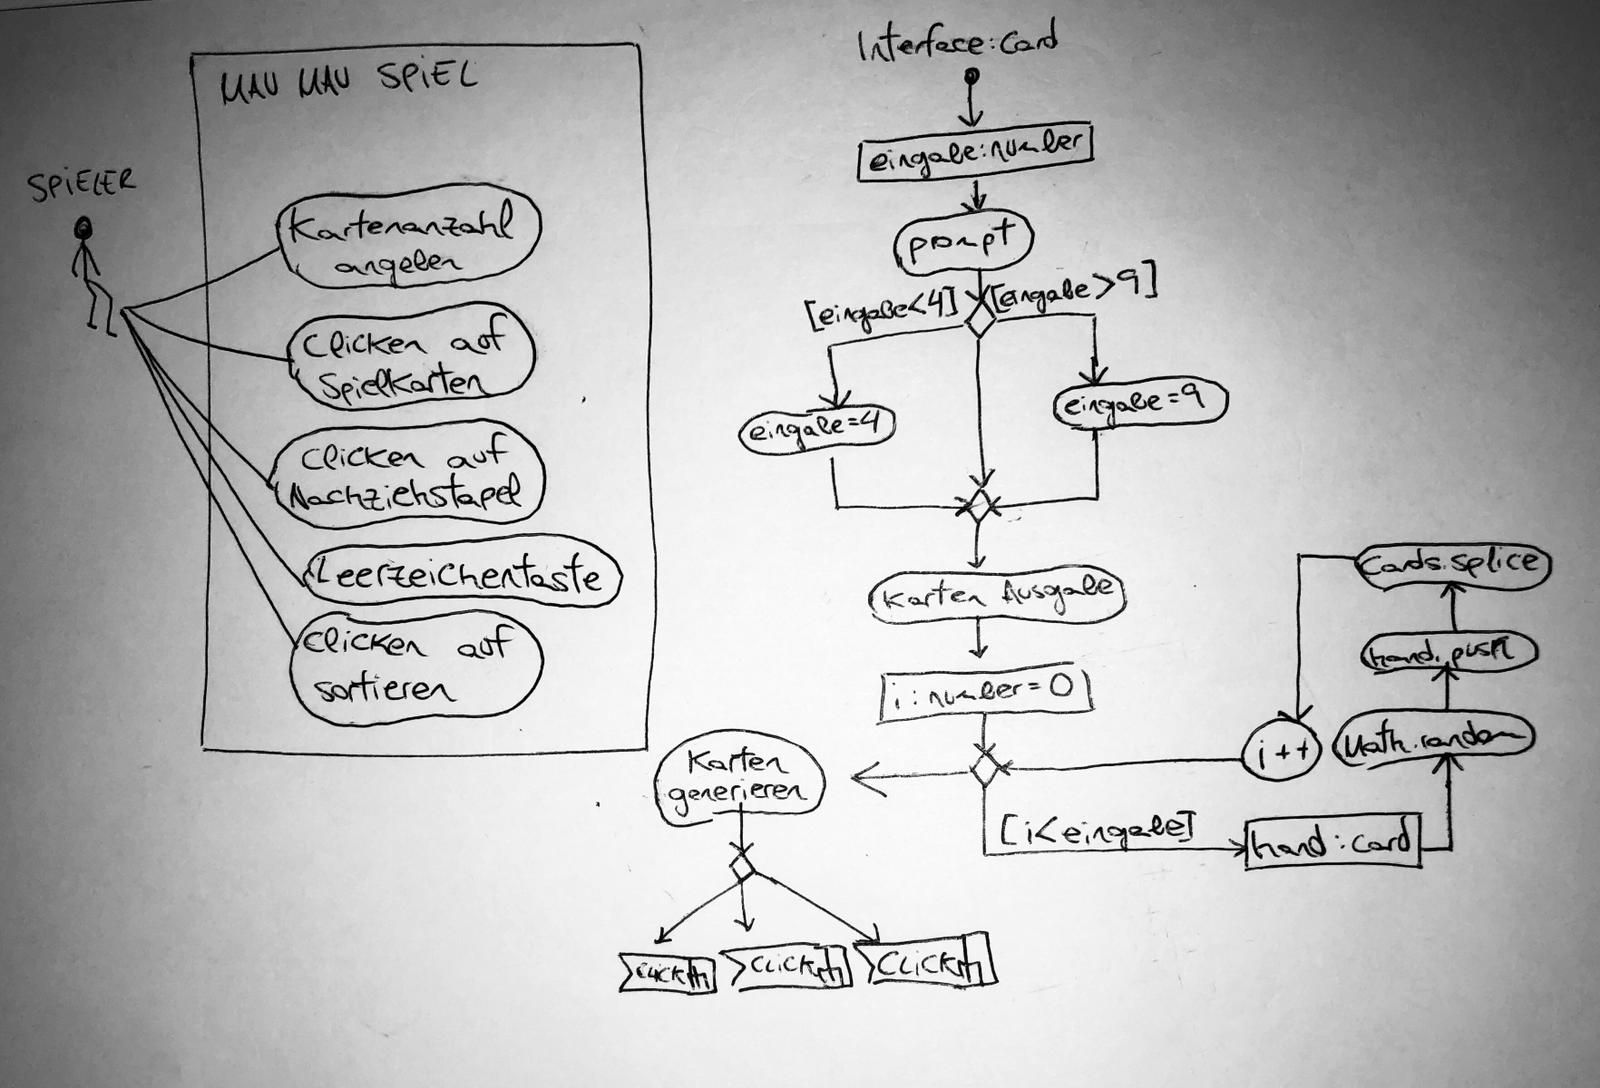 MAU MAU SPiEL
SPiELER
Kartenanzahl
angeben
Clicken auf
Spielkarten
Clicken auf
Nachziehstapel
Leerzeichentaste
Clicken auf
sortieren
Interface:Card
eingabe:number
prompt
[eingabe<4] [eingabe>9]
eingabe=4
eingabe=9
Karten Ausgabe
i:number=0
Cards.splice
hand.push
Math.random
i++
[i<eingabe]
hand:card
Karten
generieren
CLiCK
CLiCK
CLiCK